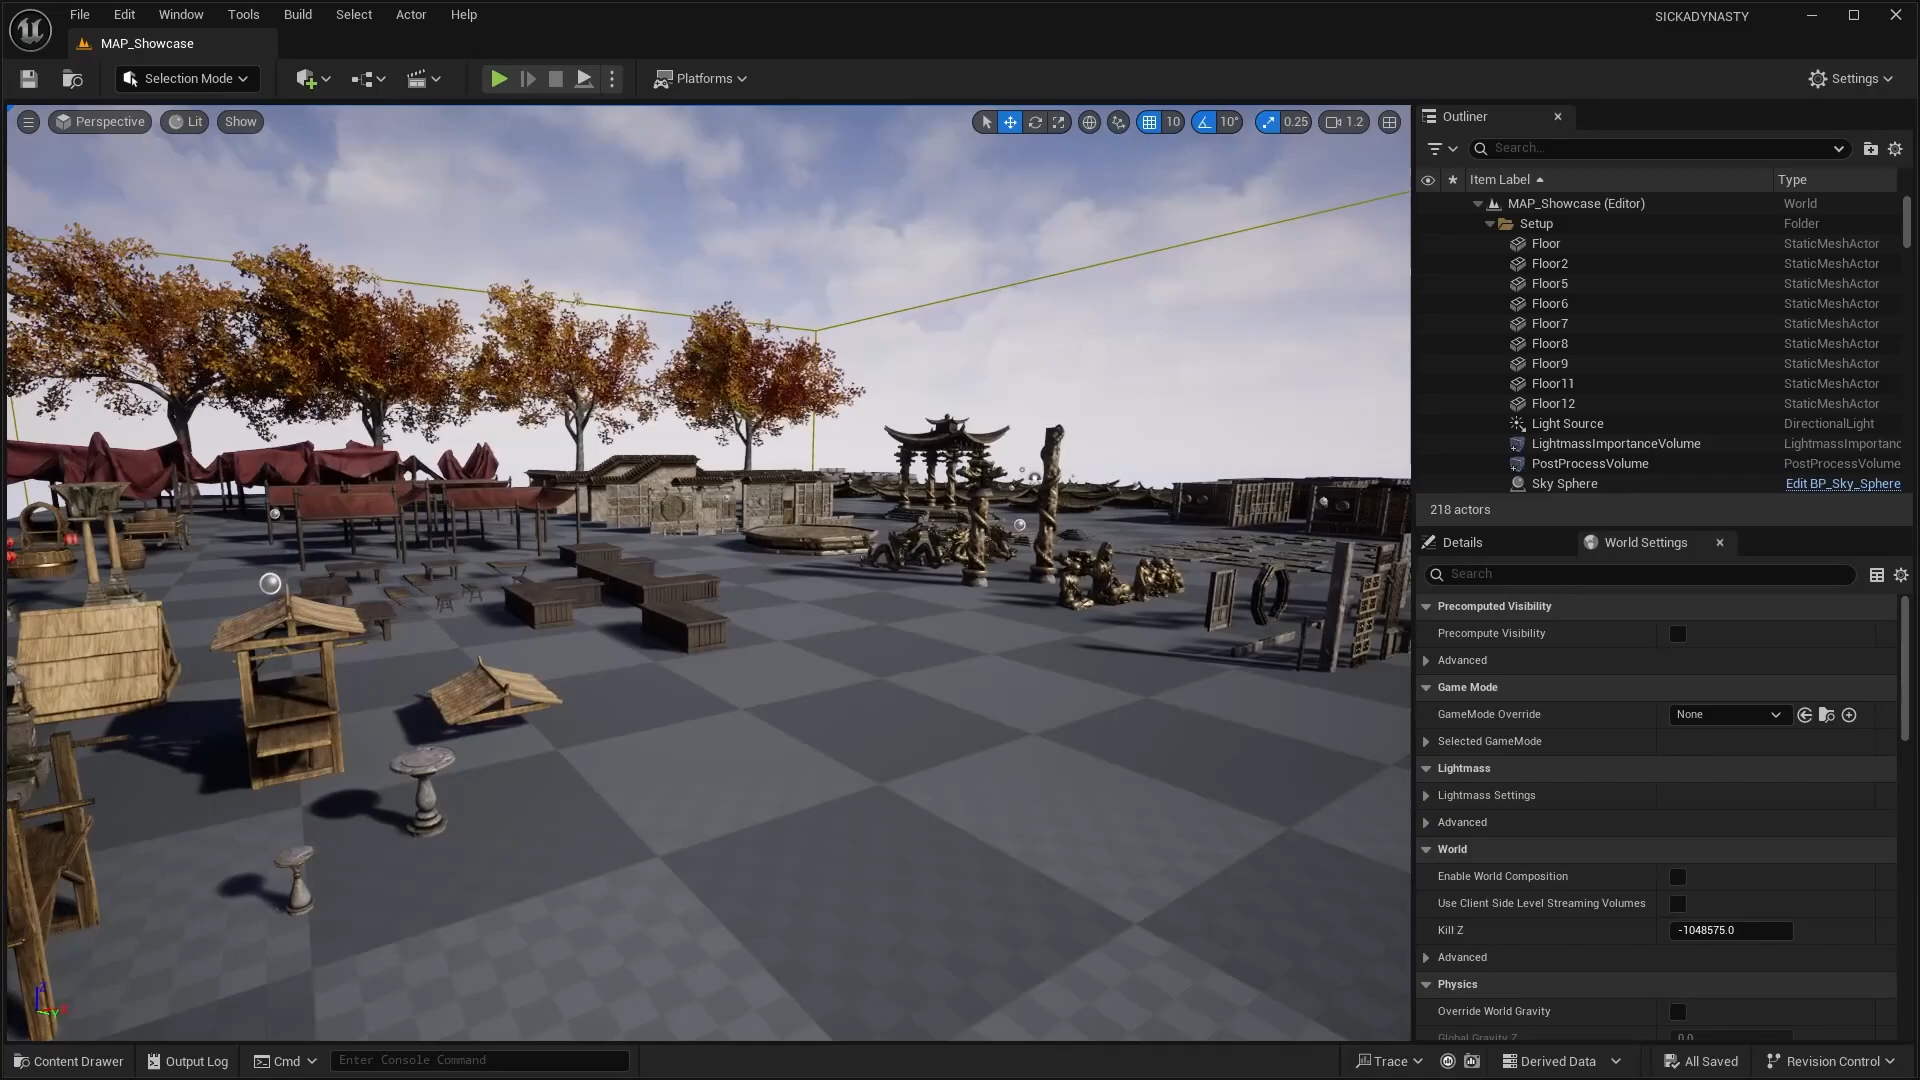 File Edit Window Tools Build Select Actor Help
SICKADYNASTY
MAP_Showcase
Selection Mode
Platforms
Settings
Perspective Lit Show
10 10° 0.25 1.2
Outliner
Search...
Item Label Type
MAP_Showcase (Editor) World
Setup Folder
Floor StaticMeshActor
Floor2 StaticMeshActor
Floor5 StaticMeshActor
Floor6 StaticMeshActor
Floor7 StaticMeshActor
Floor8 StaticMeshActor
Floor9 StaticMeshActor
Floor11 StaticMeshActor
Floor12 StaticMeshActor
Light Source DirectionalLight
LightmassImportanceVolume LightmassImportanc
PostProcessVolume PostProcessVolume
Sky Sphere Edit BP_Sky_Sphere
218 actors
Details World Settings
Search
Precomputed Visibility
Precompute Visibility
Advanced
Game Mode
GameMode Override None
Selected GameMode
Lightmass
Lightmass Settings
Advanced
World
Enable World Composition
Use Client Side Level Streaming Volumes
Kill Z -1048575.0
Advanced
Physics
Override World Gravity
Global Gravity Z 0.0
Z
X
Y
Content Drawer Output Log Cmd Enter Console Command Trace Derived Data All Saved Revision Control